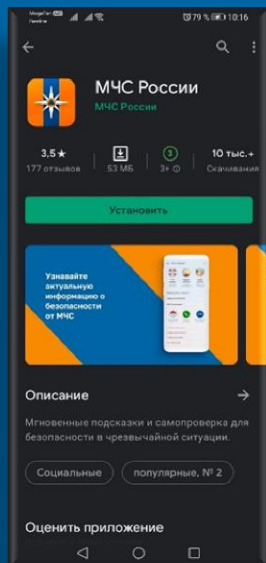 MegaFon
79 % 10:16
МЧС России
МЧС России
3,5★
177 отзывов
53 МБ
3+
10 тыс.+
Скачивания
Установить
Узнавайте
актуальную
информацию о
безопасности
от МЧС
Описание
Мгновенные подсказки и самопроверка для
безопасности в чрезвычайной ситуации.
Социальные
популярные, № 2
Оценить приложение